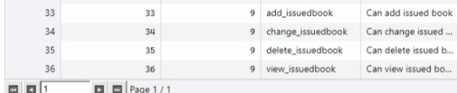 33 33 9 add_issuedbook Can add issued book
34 34 9 change_issuedbook Can change issued ...
35 35 9 delete_issuedbook Can delete issued b...
36 36 9 view_issuedbook Can view issued bo...
1 Page 1 / 1